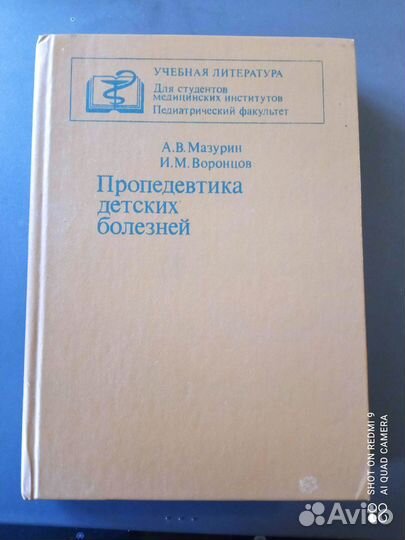 УЧЕБНАЯ ЛИТЕРАТУРА
Для студентов
медицинских институтов
Педиатрический факультет
А.В.Мазурин
И.М.Воронцов
Пропедевтика
детских
болезней
SHOT ON REDMI 9
AI QUAD CAMERA
Avito